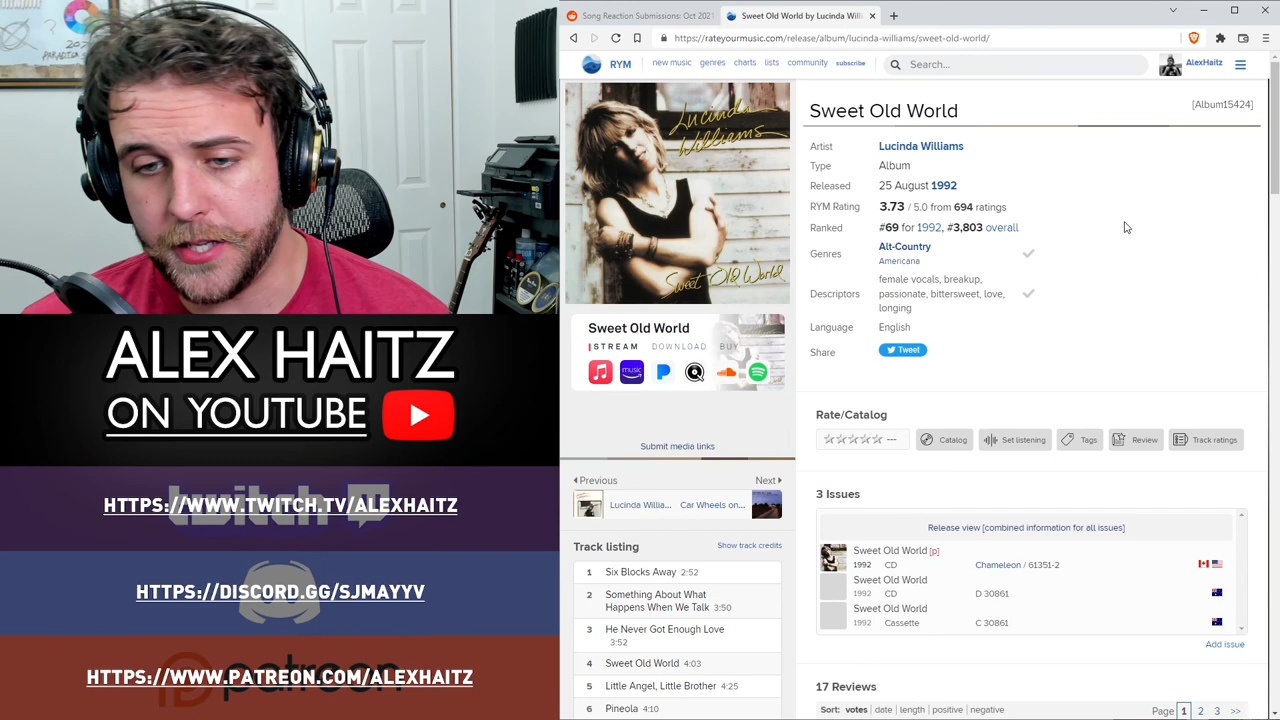 Song Reaction Submissions: Oct 2021
Sweet Old World by Lucinda Willi
https://rateyourmusic.com/release/album/lucinda-williams/sweet-old-world/
RYM
new music genres charts lists community subscribe
Search...
AlexHaitz
Lucinda
Williams
Sweet Old World
Sweet Old World
[Album15424]
Artist Lucinda Williams
Type Album
Released 25 August 1992
RYM Rating 3.73 / 5.0 from 694 ratings
Ranked #69 for 1992, #3,803 overall
Genres Alt-Country
Americana
Descriptors female vocals, breakup,
passionate, bittersweet, love,
longing
Language English
Share Tweet
Sweet Old World
STREAM DOWNLOAD BUY
music
Submit media links
Previous Next
Lucinda Willia... Car Wheels on...
Track listing Show track credits
1 Six Blocks Away 2:52
2 Something About What
Happens When We Talk 3:50
3 He Never Got Enough Love
3:52
4 Sweet Old World 4:03
5 Little Angel, Little Brother 4:25
6 Pineola 4:10
Rate/Catalog
--- Catalog Set listening Tags Review Track ratings
3 Issues
Release view [combined information for all issues]
Sweet Old World [p]
1992 CD Chameleon / 61351-2
Sweet Old World
1992 CD D 30861
Sweet Old World
1992 Cassette C 30861
Add issue
17 Reviews
Sort: votes | date | length | positive | negative
Page 1 2 3 >>
ALEX HAITZ
ON YOUTUBE
twitch
HTTPS://WWW.TWITCH.TV/ALEXHAITZ
HTTPS://DISCORD.GG/SJMAYYV
patreon
HTTPS://WWW.PATREON.COM/ALEXHAITZ